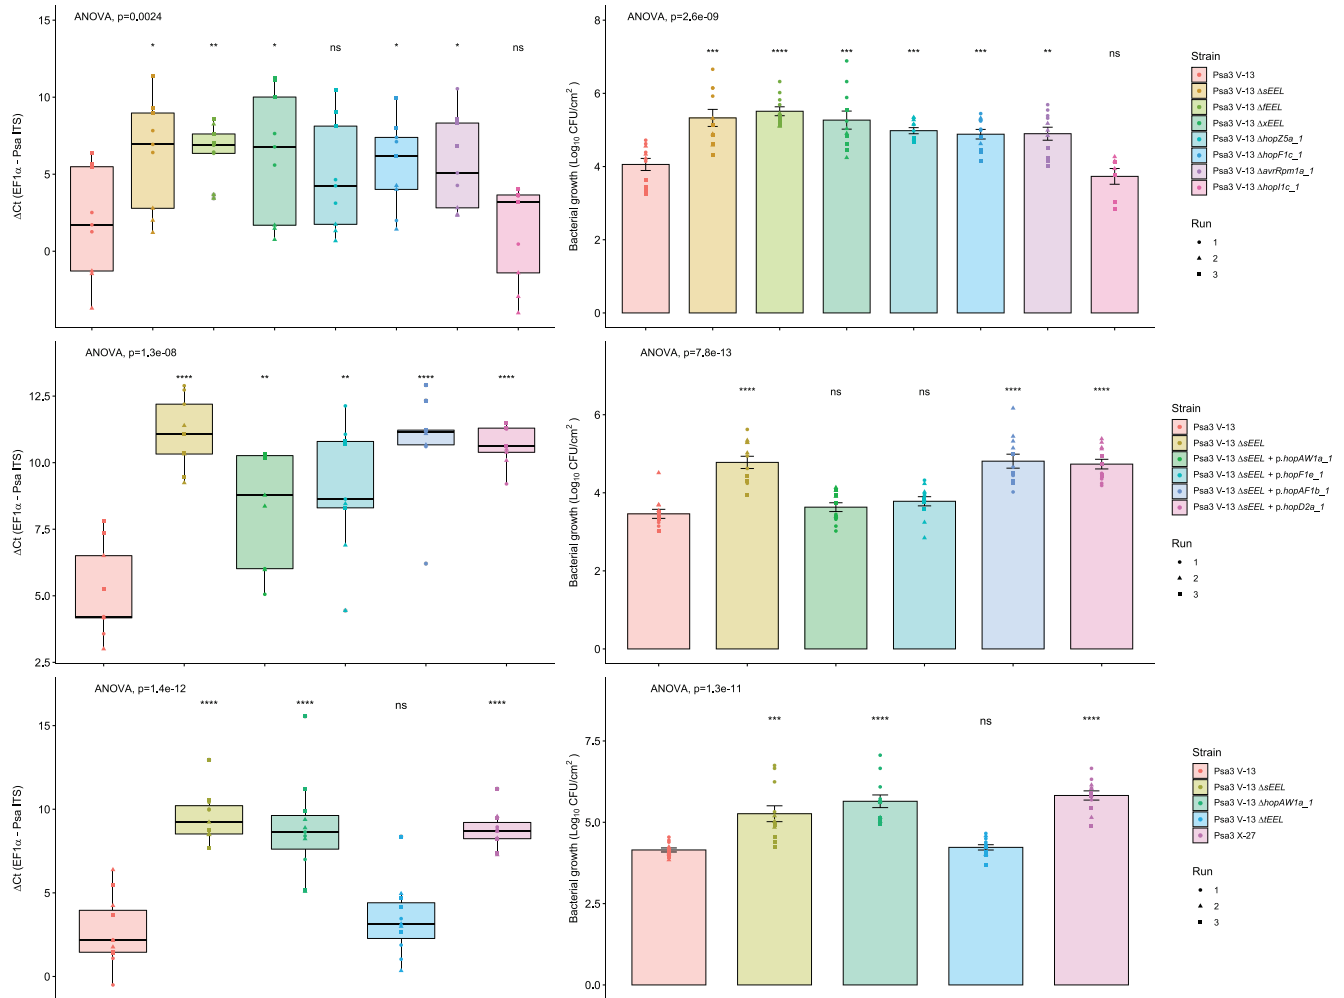 ANOVA, p=0.0024
* ** * ns * * ns
15
10
5
0
ΔCt (EF1α - Psa ITS)
ANOVA, p=2.6e-09
*** **** *** *** *** ** ns
8
6
4
2
0
Bacterial growth (Log10 CFU/cm2 )
Strain
Psa3 V-13
Psa3 V-13 ΔsEEL
Psa3 V-13 ΔfEEL
Psa3 V-13 ΔxEEL
Psa3 V-13 ΔhopZ5a_1
Psa3 V-13 ΔhopF1c_1
Psa3 V-13 ΔavrRpm1a_1
Psa3 V-13 ΔhopI1c_1
Run
1
2
3
ANOVA, p=1.3e-08
**** ** ** **** ****
12.5
10.0
7.5
5.0
2.5
ΔCt (EF1α - Psa ITS)
ANOVA, p=7.8e-13
**** ns ns **** ****
6
4
2
0
Bacterial growth (Log10 CFU/cm2 )
Strain
Psa3 V-13
Psa3 V-13 ΔsEEL
Psa3 V-13 ΔsEEL + p.hopAW1a_1
Psa3 V-13 ΔsEEL + p.hopF1e_1
Psa3 V-13 ΔsEEL + p.hopAF1b_1
Psa3 V-13 ΔsEEL + p.hopD2a_1
Run
1
2
3
ANOVA, p=1.4e-12
**** **** ns ****
15
10
5
0
ΔCt (EF1α - Psa ITS)
ANOVA, p=1.3e-11
*** **** ns ****
7.5
5.0
2.5
0.0
Bacterial growth (Log10 CFU/cm2 )
Strain
Psa3 V-13
Psa3 V-13 ΔsEEL
Psa3 V-13 ΔhopAW1a_1
Psa3 V-13 ΔtEEL
Psa3 X-27
Run
1
2
3